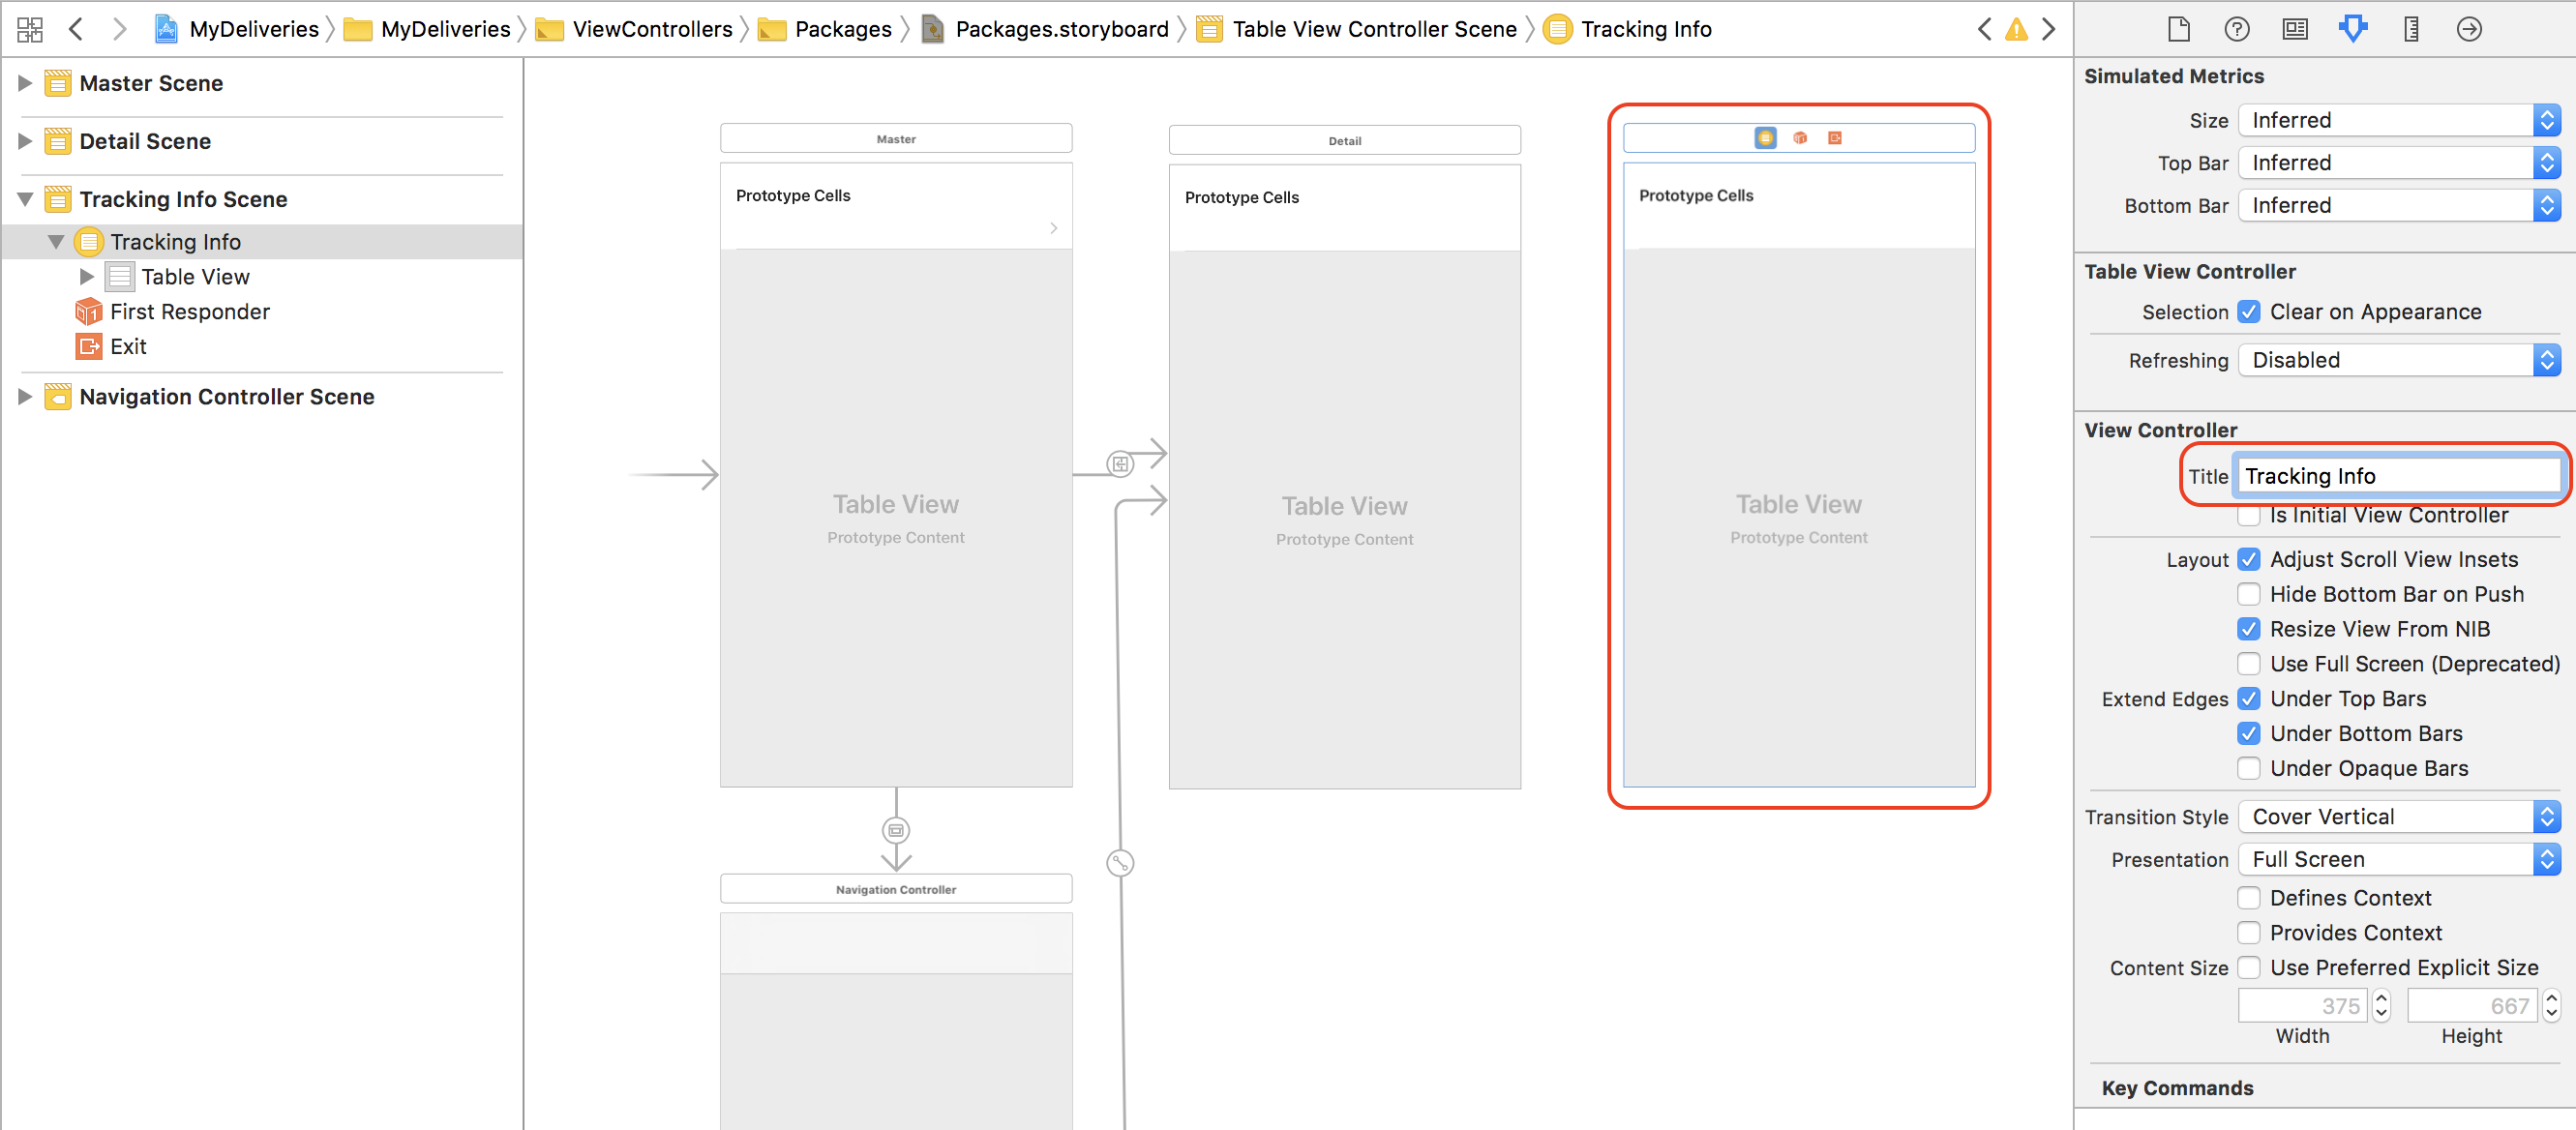 MyDeliveries MyDeliveries ViewControllers Packages Packages.storyboard Table View Controller Scene Tracking Info
Master Scene
Detail Scene
Tracking Info Scene
Tracking Info
Table View
First Responder
Exit
Navigation Controller Scene
Master
Prototype Cells
Table View
Prototype Content
Detail
Prototype Cells
Table View
Prototype Content
Prototype Cells
Table View
Prototype Content
Navigation Controller
Simulated Metrics
Size Inferred
Top Bar Inferred
Bottom Bar Inferred
Table View Controller
Selection Clear on Appearance
Refreshing Disabled
View Controller
Title Tracking Info
Is Initial View Controller
Layout Adjust Scroll View Insets
Hide Bottom Bar on Push
Resize View From NIB
Use Full Screen (Deprecated)
Extend Edges Under Top Bars
Under Bottom Bars
Under Opaque Bars
Transition Style Cover Vertical
Presentation Full Screen
Defines Context
Provides Context
Content Size Use Preferred Explicit Size
375 667
Width Height
Key Commands